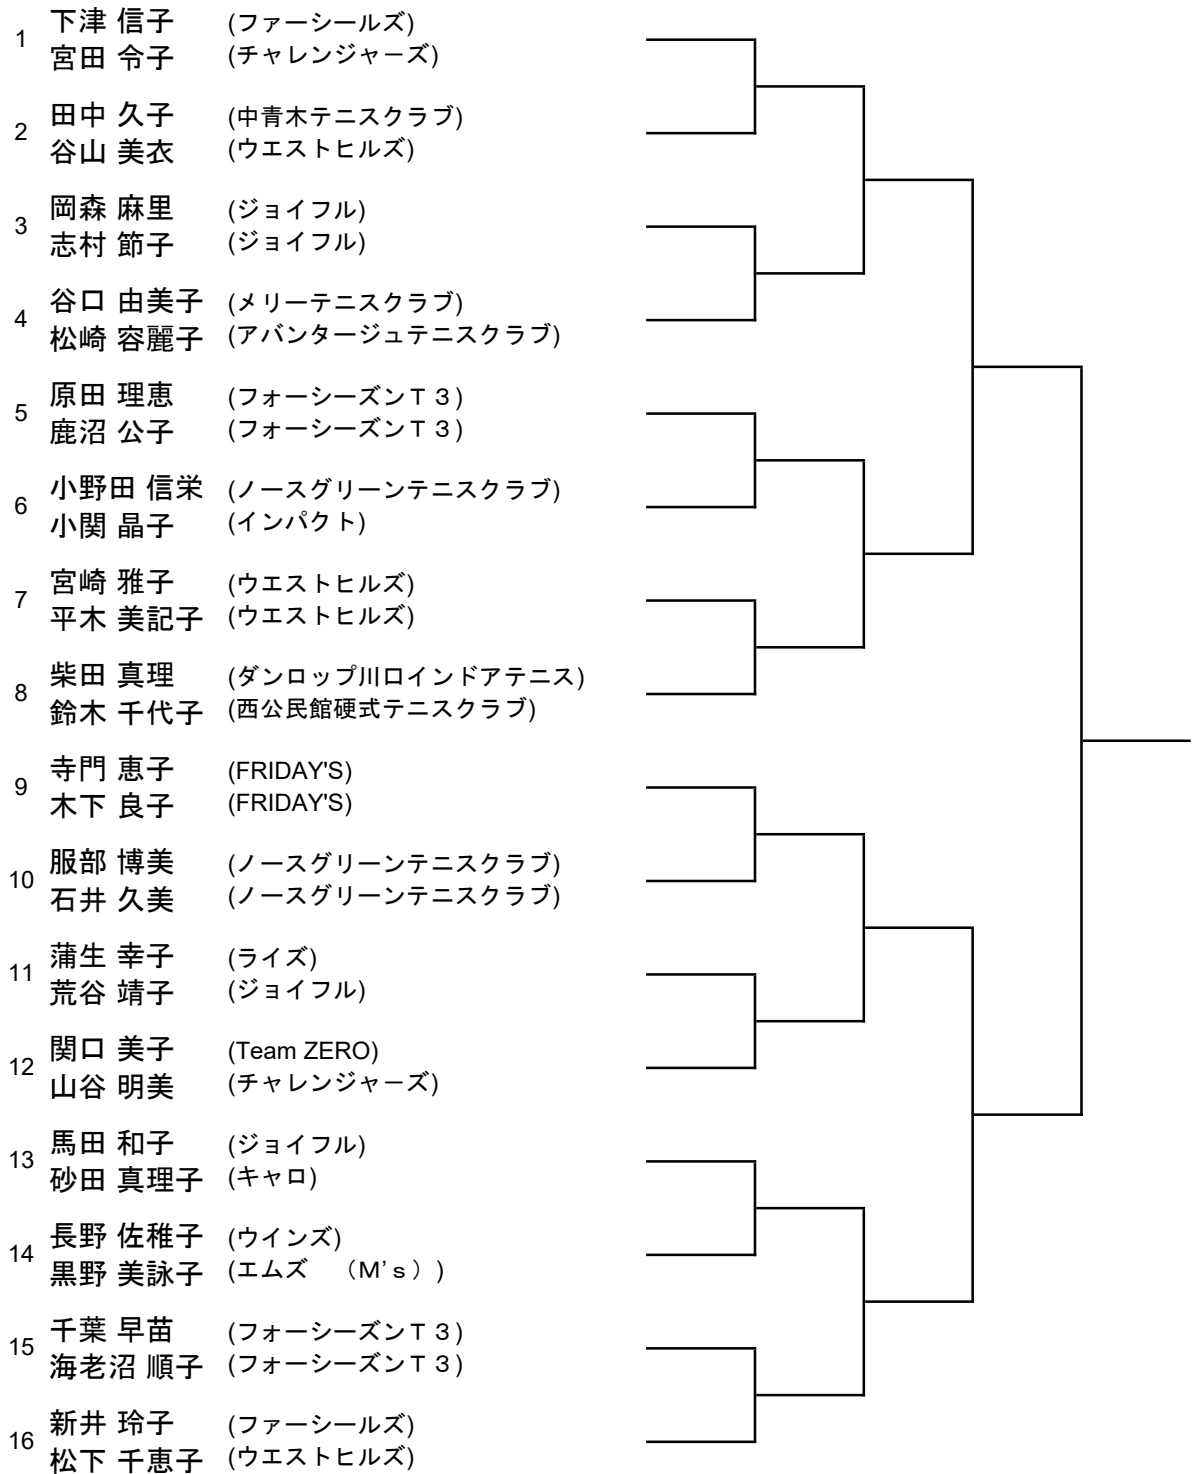 1 下津 信子 (ファーシールズ)
宮田 令子 (チャレンジャーズ)
2 田中 久子 (中青木テニスクラブ)
谷山 美衣 (ウエストヒルズ)
3 岡森 麻里 (ジョイフル)
志村 節子 (ジョイフル)
4 谷口 由美子 (メリーテニスクラブ)
松崎 容麗子 (アバンタージュテニスクラブ)
5 原田 理恵 (フォーシーズンT3)
鹿沼 公子 (フォーシーズンT3)
6 小野田 信栄 (ノースグリーンテニスクラブ)
小関 晶子 (インパクト)
7 宮崎 雅子 (ウエストヒルズ)
平木 美記子 (ウエストヒルズ)
8 柴田 真理 (ダンロップ川口インドアテニス)
鈴木 千代子 (西公民館硬式テニスクラブ)
9 寺門 恵子 (FRIDAY'S)
木下 良子 (FRIDAY'S)
10 服部 博美 (ノースグリーンテニスクラブ)
石井 久美 (ノースグリーンテニスクラブ)
11 蒲生 幸子 (ライズ)
荒谷 靖子 (ジョイフル)
12 関口 美子 (Team ZERO)
山谷 明美 (チャレンジャーズ)
13 馬田 和子 (ジョイフル)
砂田 真理子 (キャロ)
14 長野 佐稚子 (ウインズ)
黒野 美詠子 (エムズ　(M's))
15 千葉 早苗 (フォーシーズンT3)
海老沼 順子 (フォーシーズンT3)
16 新井 玲子 (ファーシールズ)
松下 千恵子 (ウエストヒルズ)